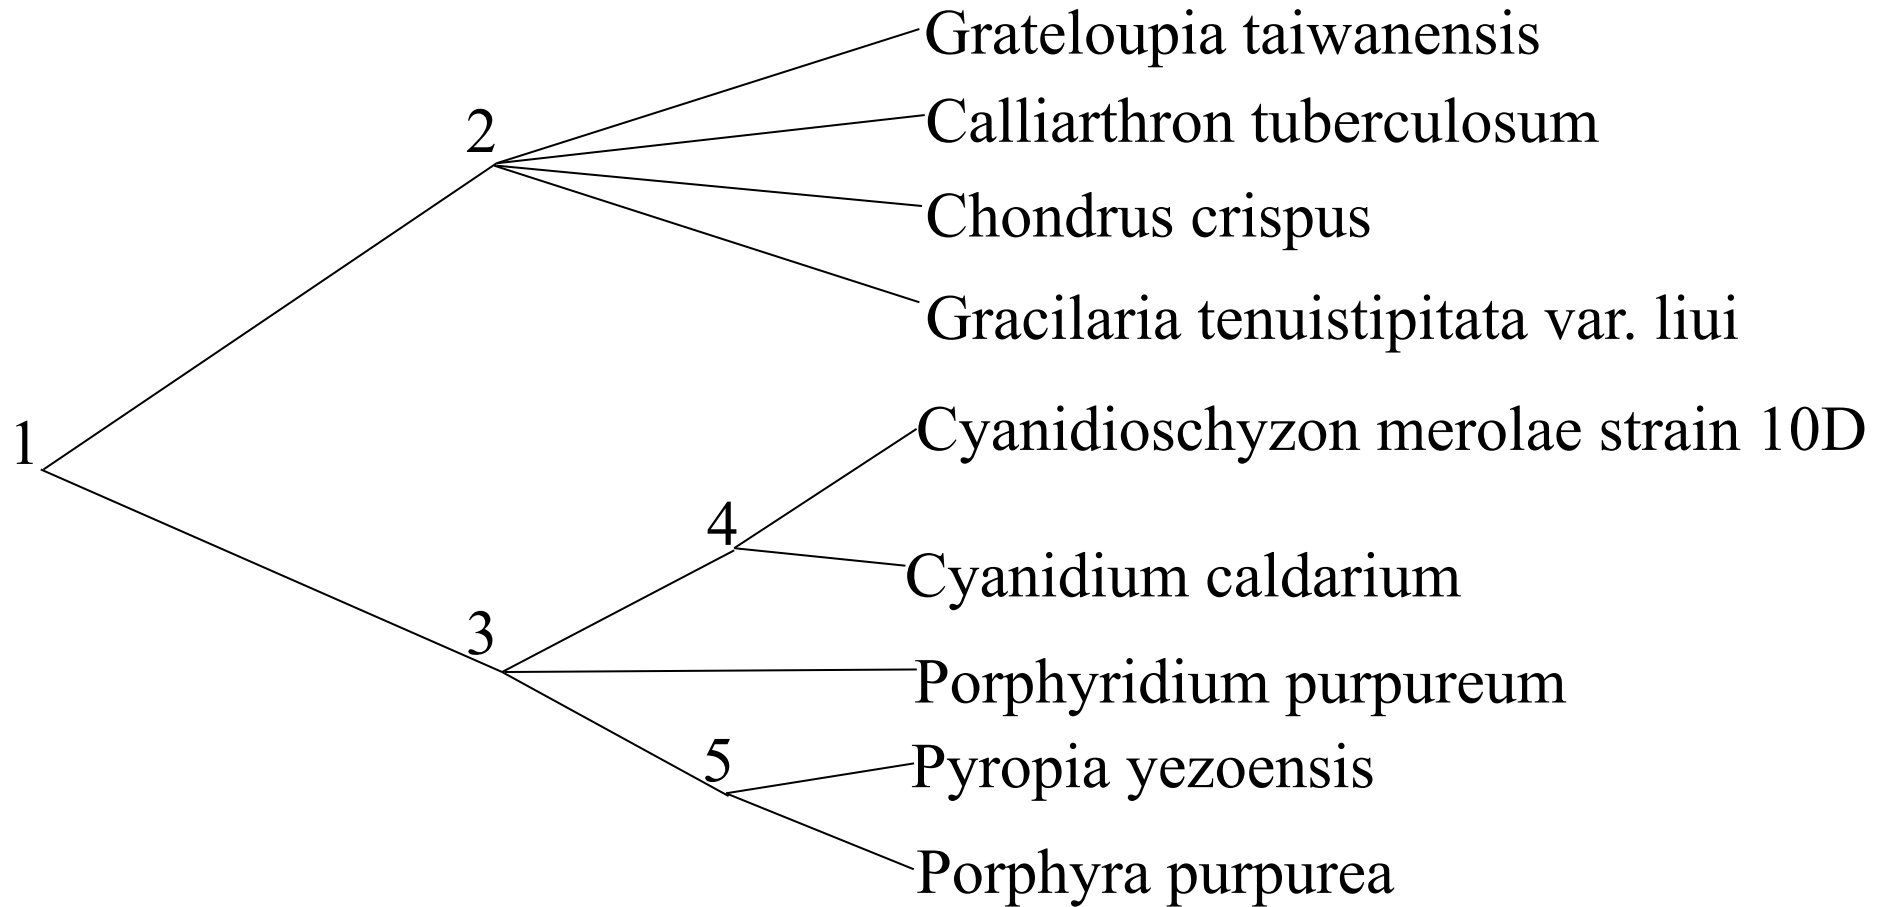 Grateloupia taiwanensis
2
Calliarthron tuberculosum
Chondrus crispus
Gracilaria tenuistipitata var. liui
1
Cyanidioschyzon merolae strain 10D
4
Cyanidium caldarium
3
Porphyridium purpureum
5
Pyropia yezoensis
Porphyra purpurea